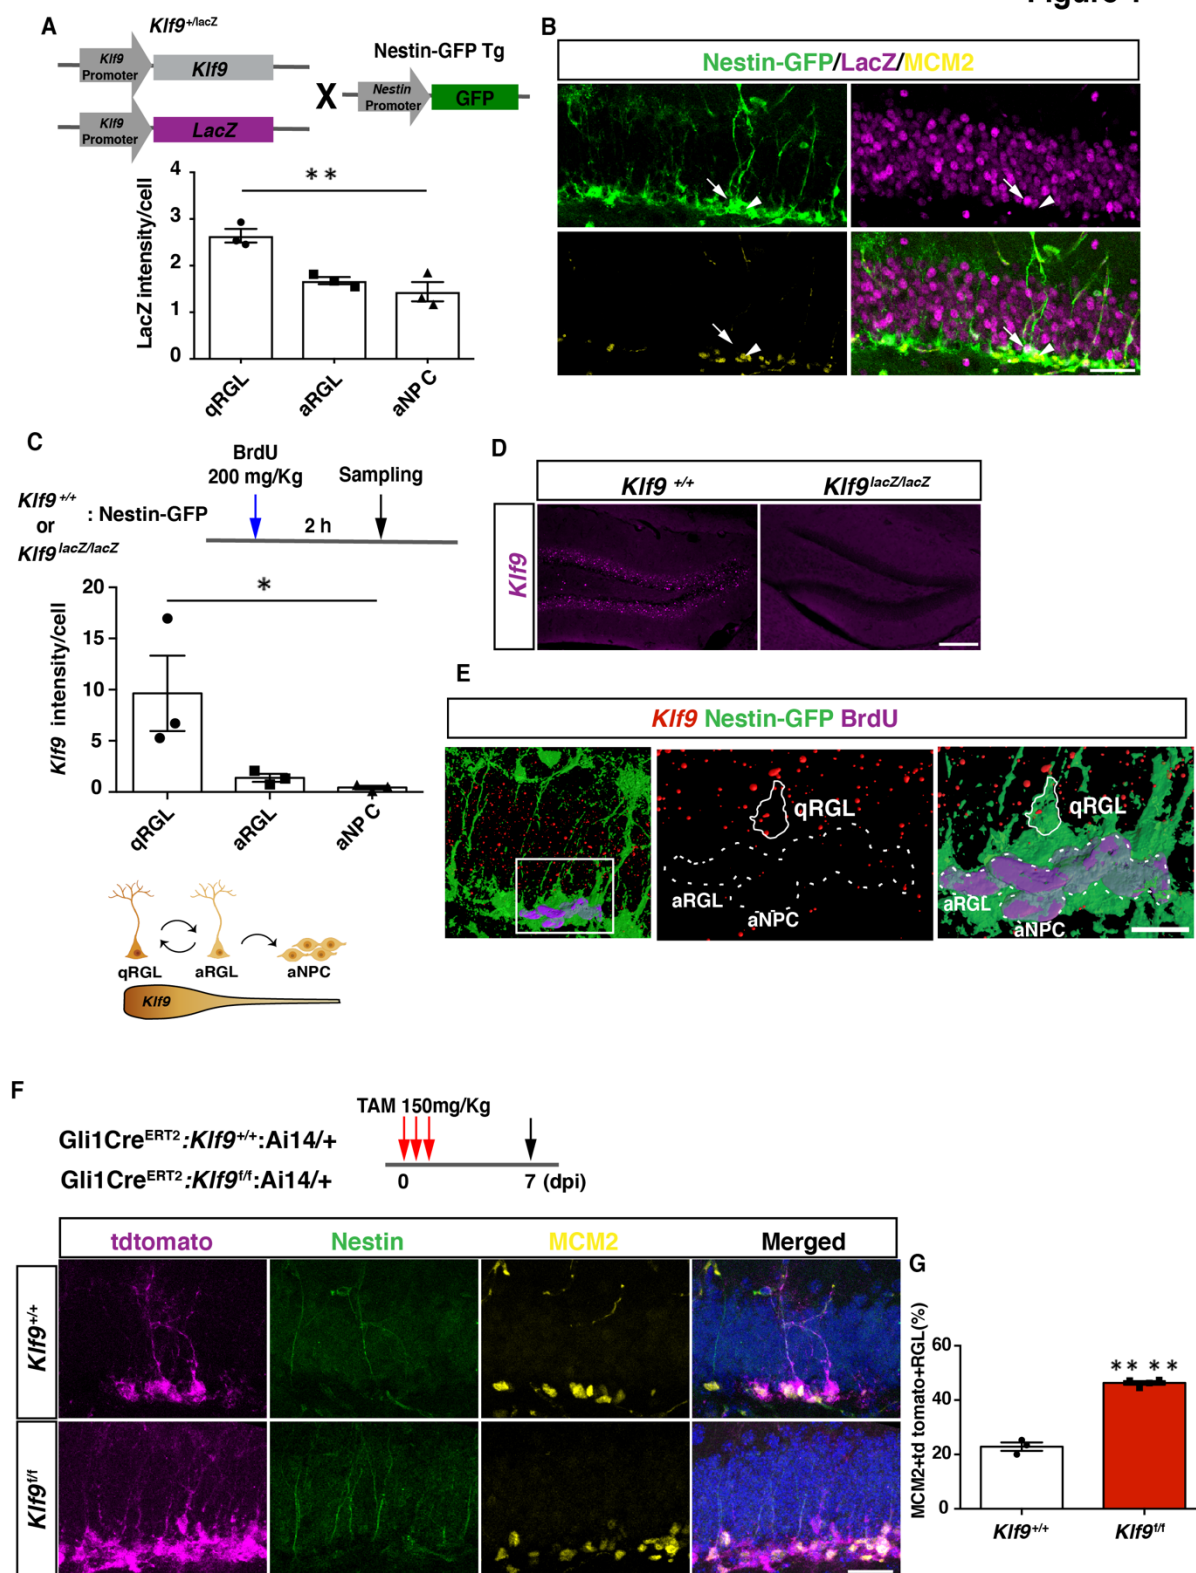 A
Klf9+/lacZ
Klf9 Promoter
Klf9
X
Nestin-GFP Tg
Nestin Promoter
GFP
Klf9 Promoter
LacZ
LacZ intensity/cell
4
3
2
1
0
**
qRGL
aRGL
aNPC
B
Nestin-GFP/LacZ/MCM2
C
BrdU
200 mg/Kg
Sampling
Klf9 +/+
or
Klf9 lacZ/lacZ
: Nestin-GFP
2 h
Klf9 intensity/cell
20
15
10
5
0
*
qRGL
aRGL
aNPC
qRGL
aRGL
aNPC
Klf9
D
Klf9 +/+
Klf9 lacZ/lacZ
Klf9
E
Klf9 Nestin-GFP BrdU
qRGL
aRGL
aNPC
qRGL
aRGL
aNPC
F
TAM 150mg/Kg
Gli1CreERT2:Klf9+/+:Ai14/+
Gli1CreERT2:Klf9f/f:Ai14/+
0
7 (dpi)
tdtomato
Nestin
MCM2
Merged
Klf9+/+
Klf9f/f
G
MCM2+td tomato+RGL(%)
60
40
20
0
** **
Klf9+/+
Klf9f/f